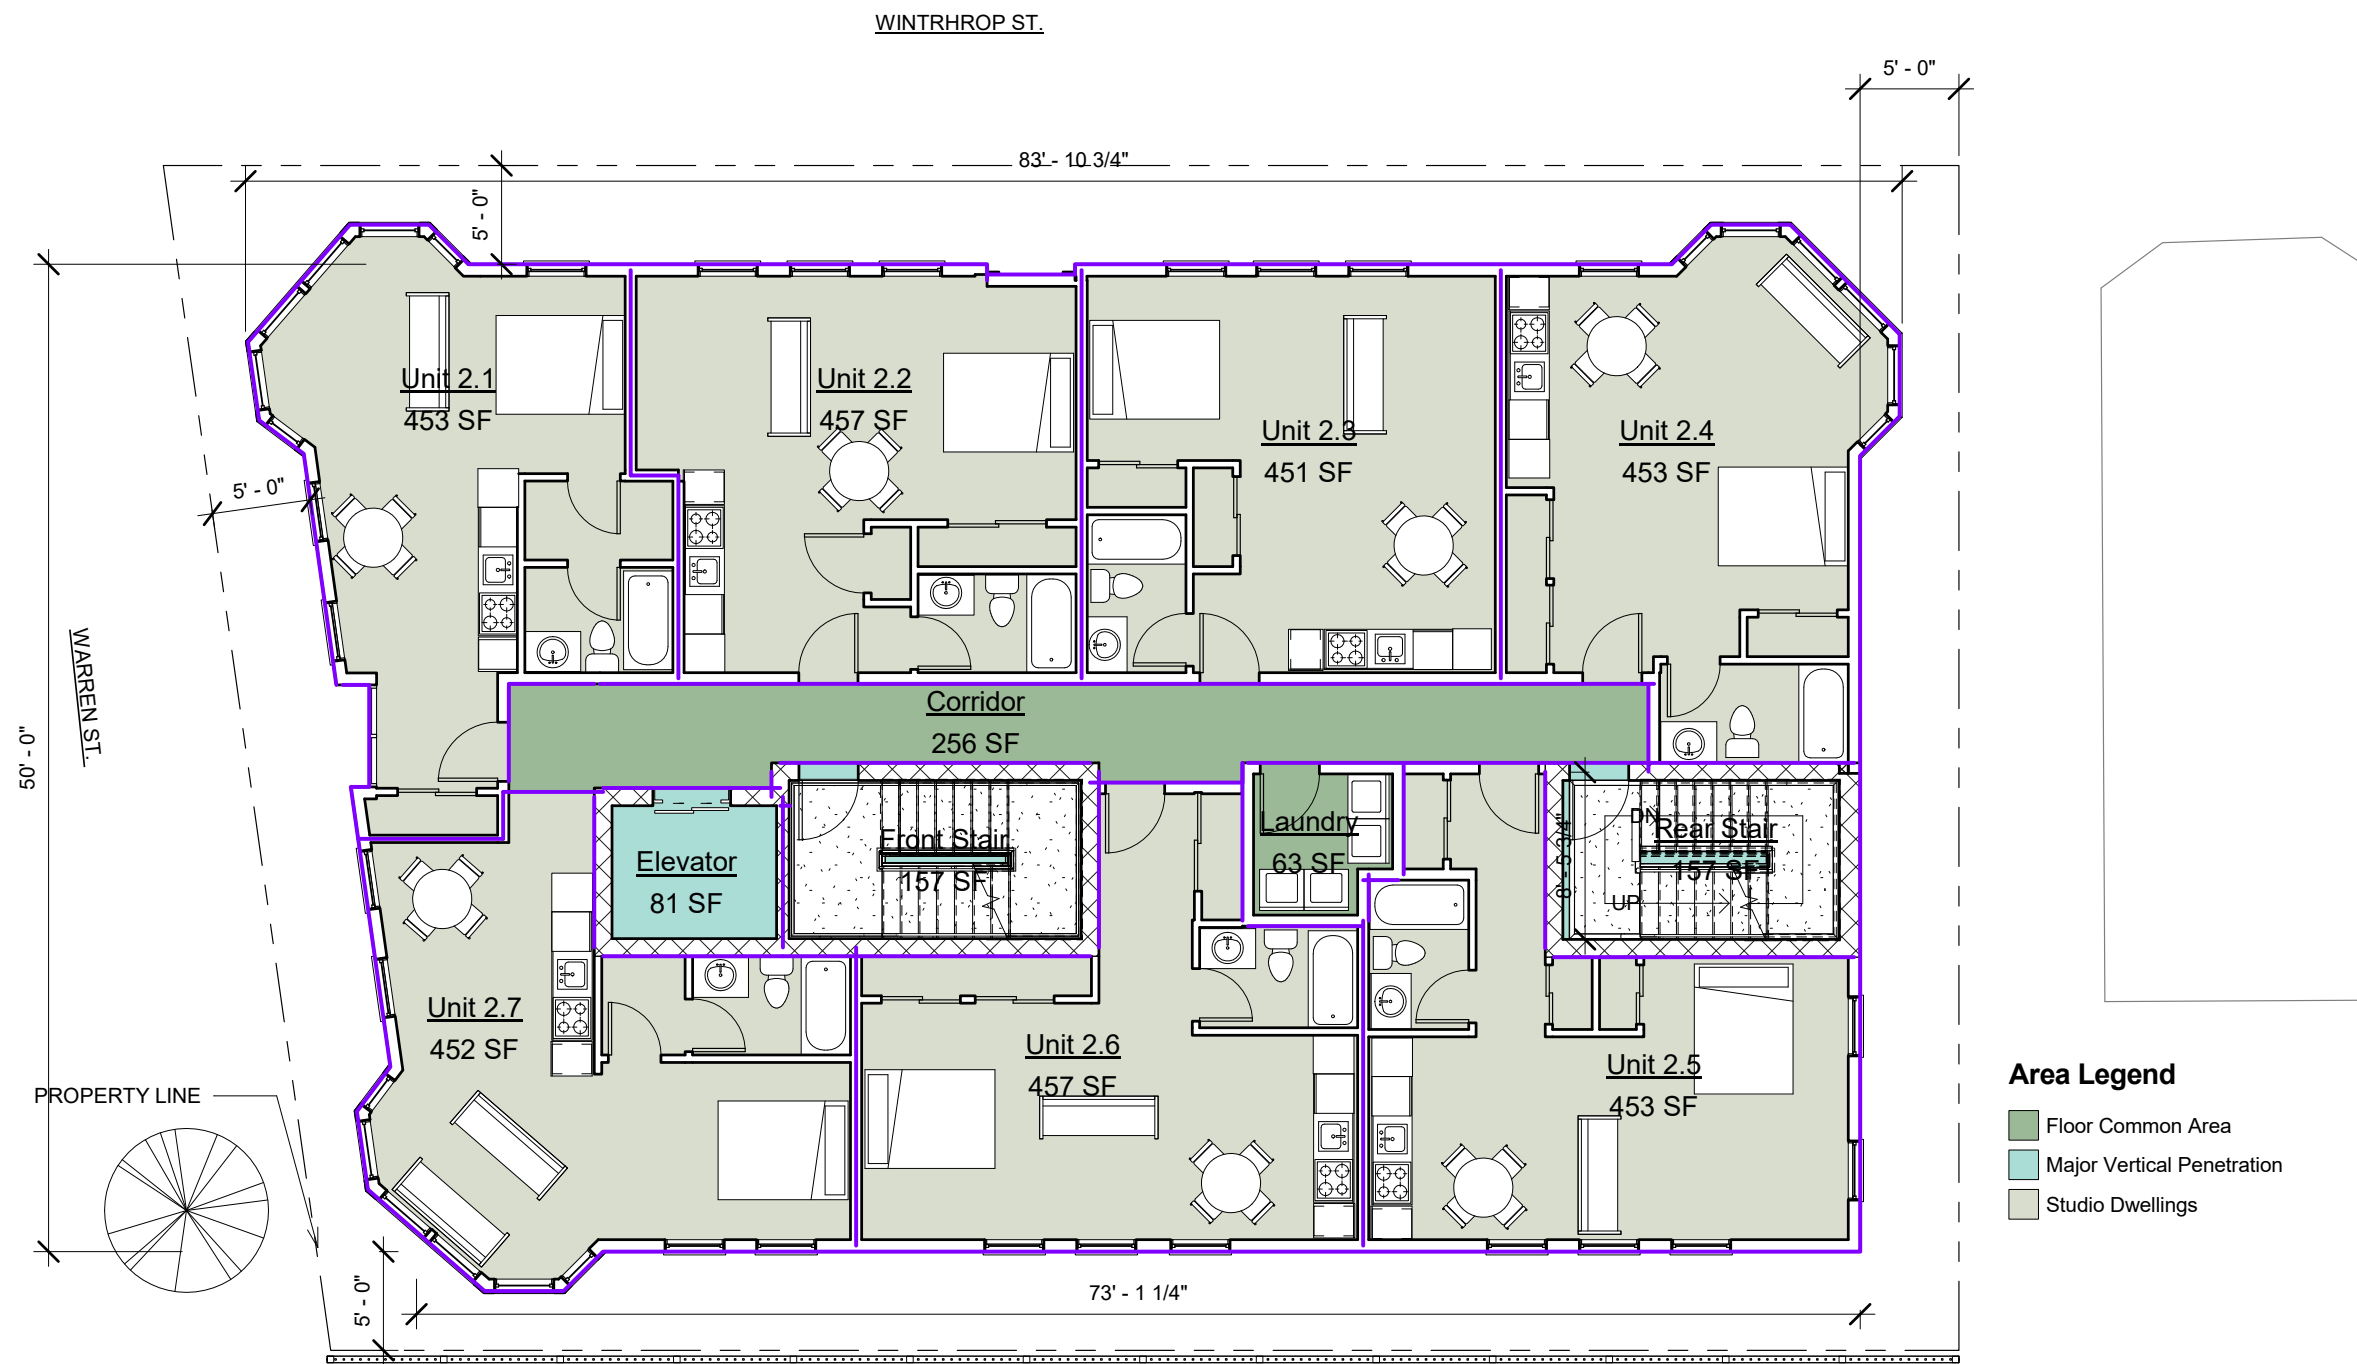 WINTRHROP ST.
5' - 0"
83' - 10 3/4"
5' - 0"
Unit 2.1
453 SF
Unit 2.2
457 SF
Unit 2.3
451 SF
Unit 2.4
453 SF
5' - 0"
WARREN ST.
50' - 0"
Corridor
256 SF
Elevator
81 SF
Front Stair
157 SF
Laundry
63 SF
8' - 5 3/4"
DN
Rear Stair
157 SF
UP
Unit 2.7
452 SF
Unit 2.6
457 SF
Unit 2.5
453 SF
PROPERTY LINE
Area Legend
Floor Common Area
Major Vertical Penetration
Studio Dwellings
5' - 0"
73' - 1 1/4"